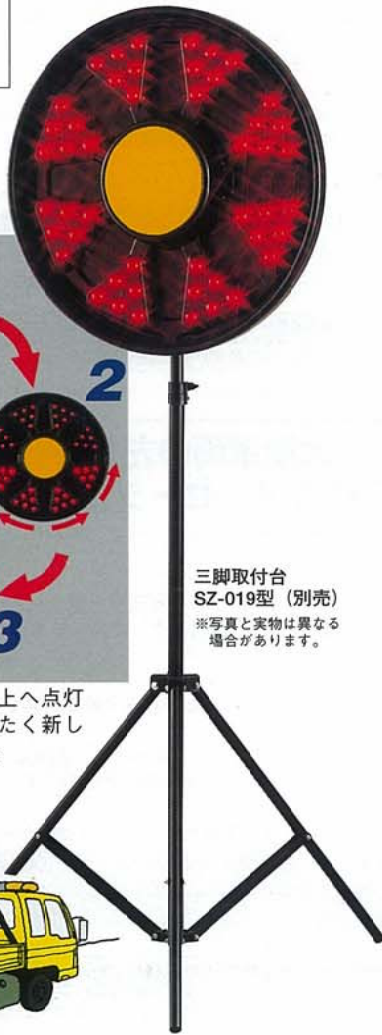 2
三脚取付台
SZ-019型（別売）
※写真と実物は異なる
場合があります。
3
上へ点灯
たく新し